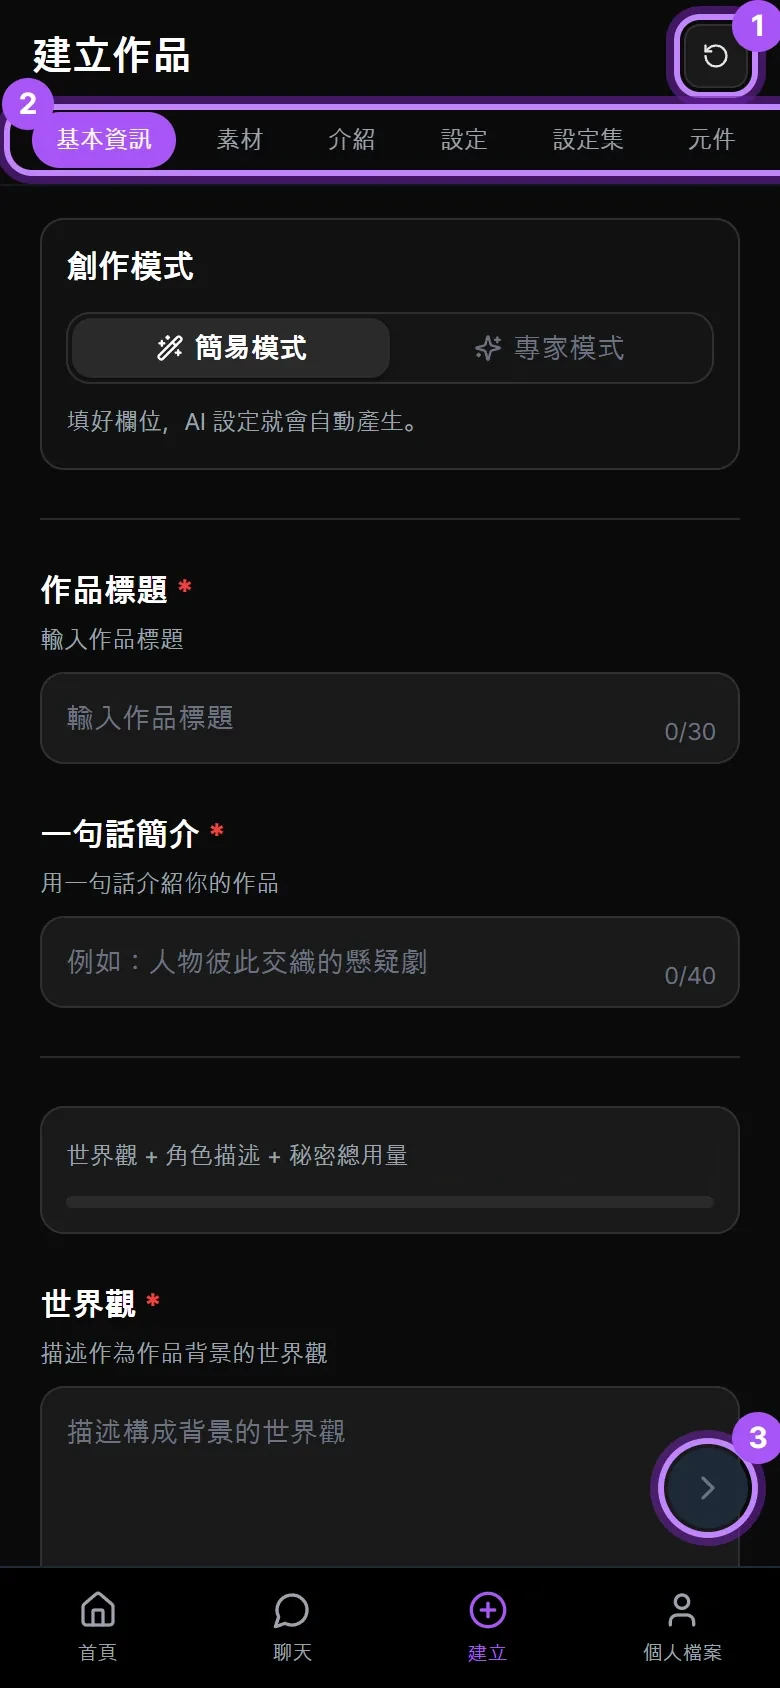 建立作品
1
2
基本資訊 素材 介紹 設定 設定集 元件
創作模式
簡易模式 專家模式
填好欄位，AI 設定就會自動產生。
作品標題 *
輸入作品標題
輸入作品標題
0/30
一句話簡介 *
用一句話介紹你的作品
例如：人物彼此交織的懸疑劇
0/40
世界觀 + 角色描述 + 秘密總用量
世界觀 *
描述作為作品背景的世界觀
描述構成背景的世界觀
3
首頁 聊天 建立 個人檔案